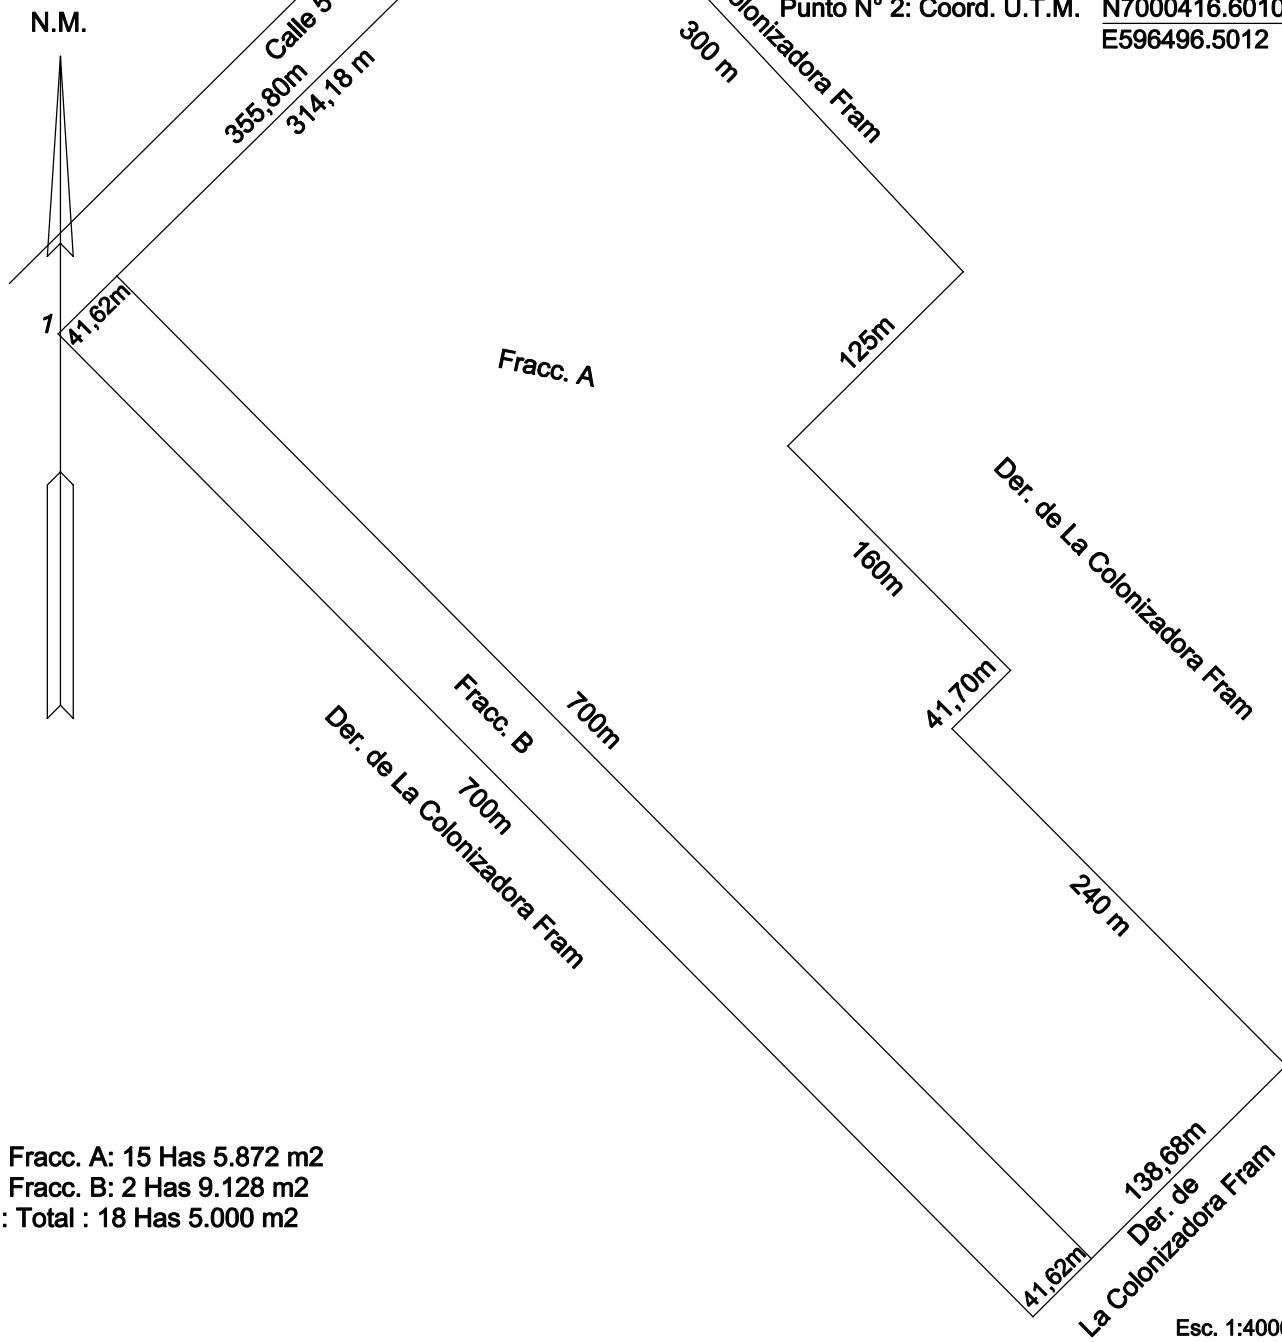 N.M.
Calle 5
Punto N° 2: Coord. U.T.M. N7000416.6010
E596496.5012
355,80m
314,18 m
300 m
olonizadora Fram
1
41,62m
Fracc. A
125m
160m
Der. de La Colonizadora Fram
41,70m
Fracc. B
700m
Der. de La Colonizadora Fram
700m
240 m
Fracc. A: 15 Has 5.872 m2
Fracc. B: 2 Has 9.128 m2
: Total : 18 Has 5.000 m2
138,68m
Der. de
La Colonizadora Fram
41,62m
Esc. 1:4000